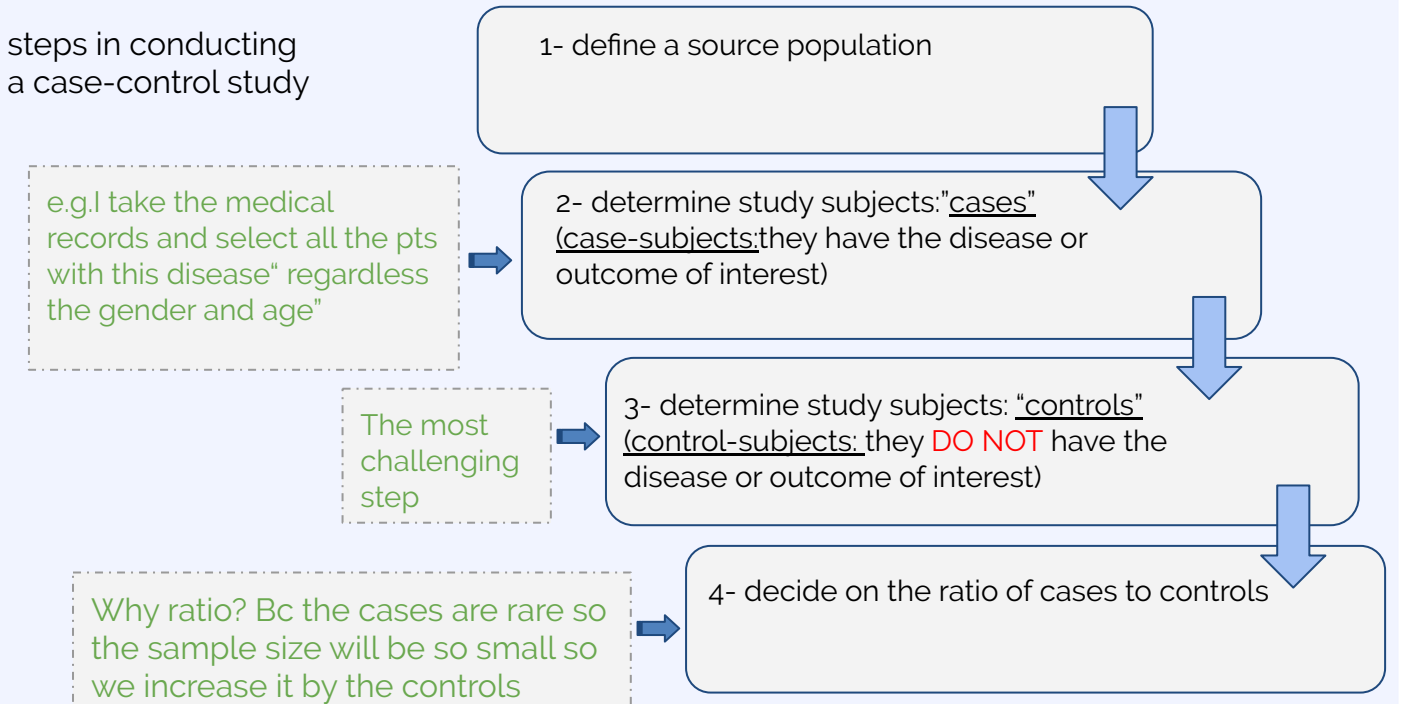 steps in conducting
a case-control study
1- define a source population
e.g.I take the medical
records and select all the pts
with this disease“ regardless
the gender and age”
2- determine study subjects:”cases”
(case-subjects:they have the disease or
outcome of interest)
The most
challenging
step
3- determine study subjects: “controls”
(control-subjects: they DO NOT have the
disease or outcome of interest)
Why ratio? Bc the cases are rare so
the sample size will be so small so
we increase it by the controls
4- decide on the ratio of cases to controls